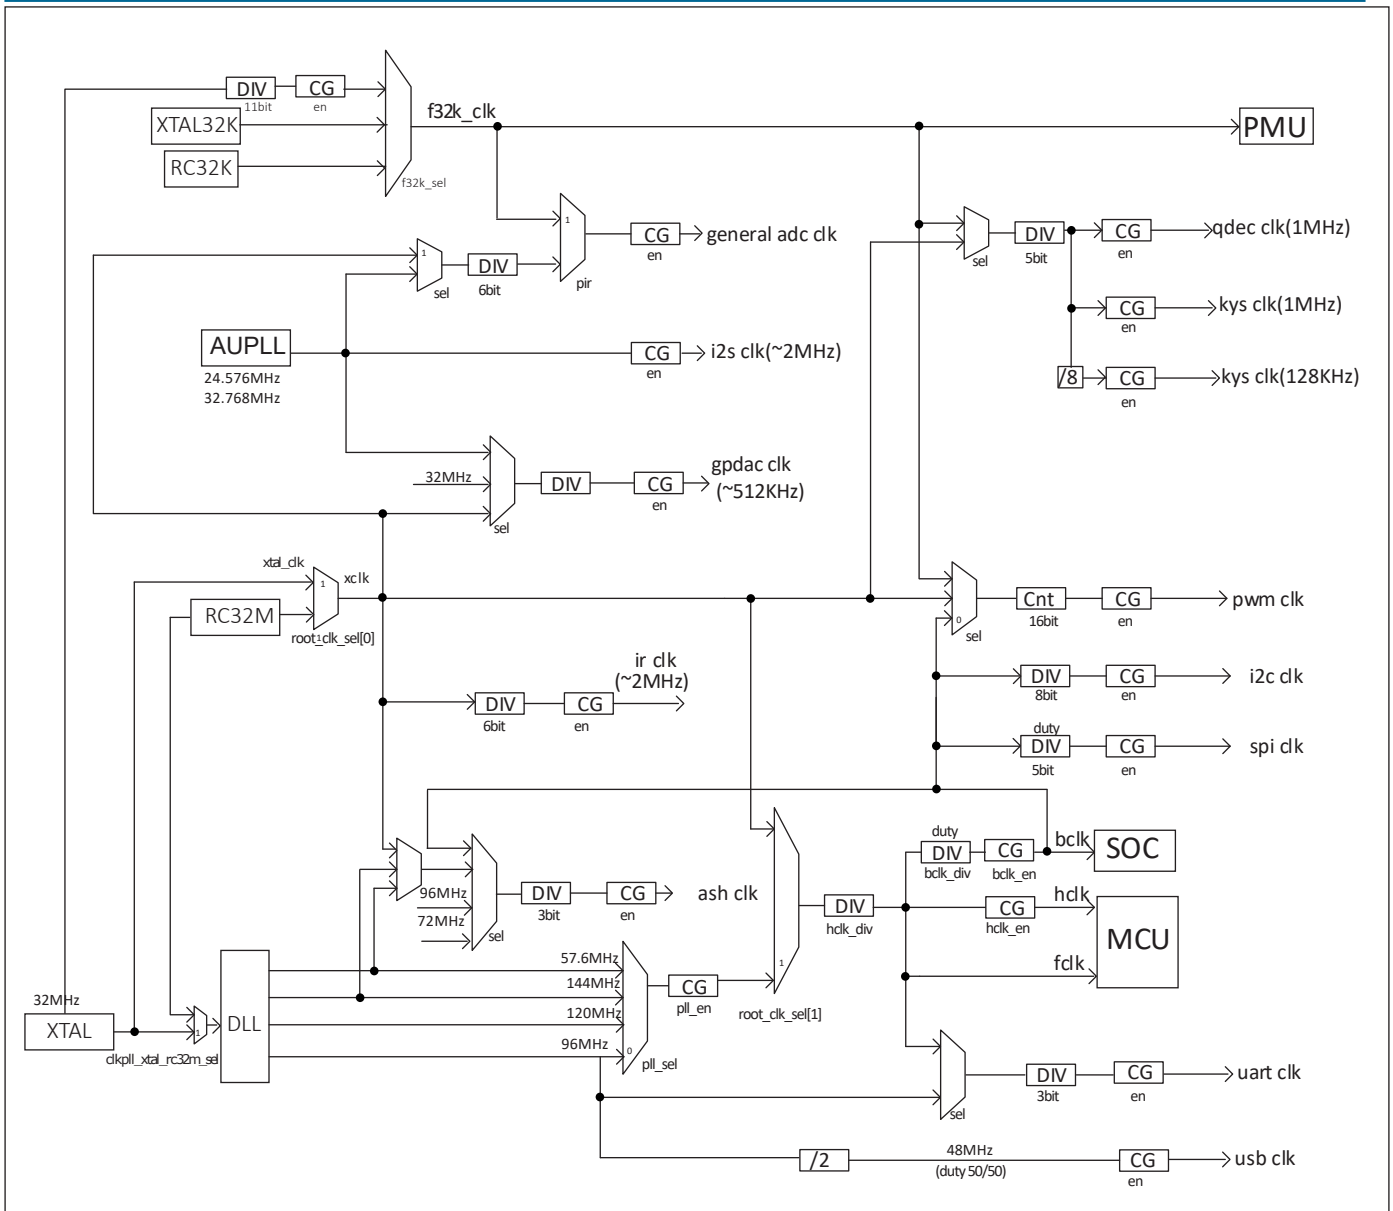 DIV
CG
11bit
en
XTAL32K
f32k_clk
PMU
RC32K
f32k_sel
1
CG
general adc clk
en
DIV
5bit
sel
CG
qdec clk(1MHz)
en
1
DIV
6bit
sel
pir
CG
kys clk(1MHz)
en
AUPLL
24.576MHz
32.768MHz
CG
i2s clk(~2MHz)
en
/8
CG
kys clk(128KHz)
en
32MHz
sel
DIV
CG
en
gpdac clk
(~512KHz)
xtal_clk
1
xclk
RC32M
root_1clk_sel[0]
0
sel
Cnt
16bit
CG
en
pwm clk
ir clk
(~2MHz)
DIV
6bit
CG
en
DIV
8bit
CG
en
i2c clk
duty
DIV
5bit
CG
en
spi clk
duty
DIV
bclk_div
CG
bclk_en
bclk
SOC
96MHz
72MHz
sel
DIV
3bit
CG
en
ash clk
DIV
hclk_div
CG
hclk_en
hclk
MCU
fclk
1
root_clk_sel[1]
57.6MHz
144MHz
120MHz
96MHz
0
pll_sel
CG
pll_en
32MHz
XTAL
1
clkpll_xtal_rc32m_sel
DLL
sel
DIV
3bit
CG
en
uart clk
/2
48MHz
(duty 50/50)
CG
en
usb clk